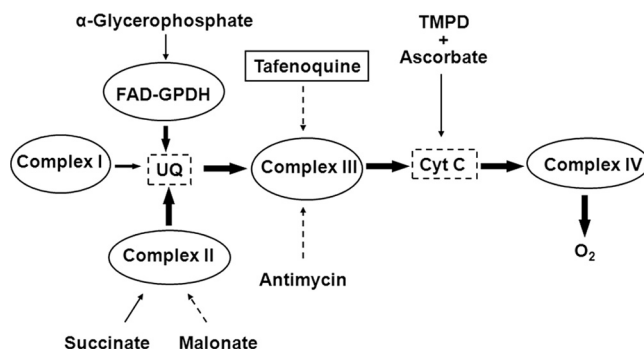 α-Glycerophosphate
TMPD
+
Ascorbate
Tafenoquine
FAD-GPDH
Complex I
UQ
Complex III
Cyt C
Complex IV
Complex II
O₂
Antimycin
Succinate
Malonate